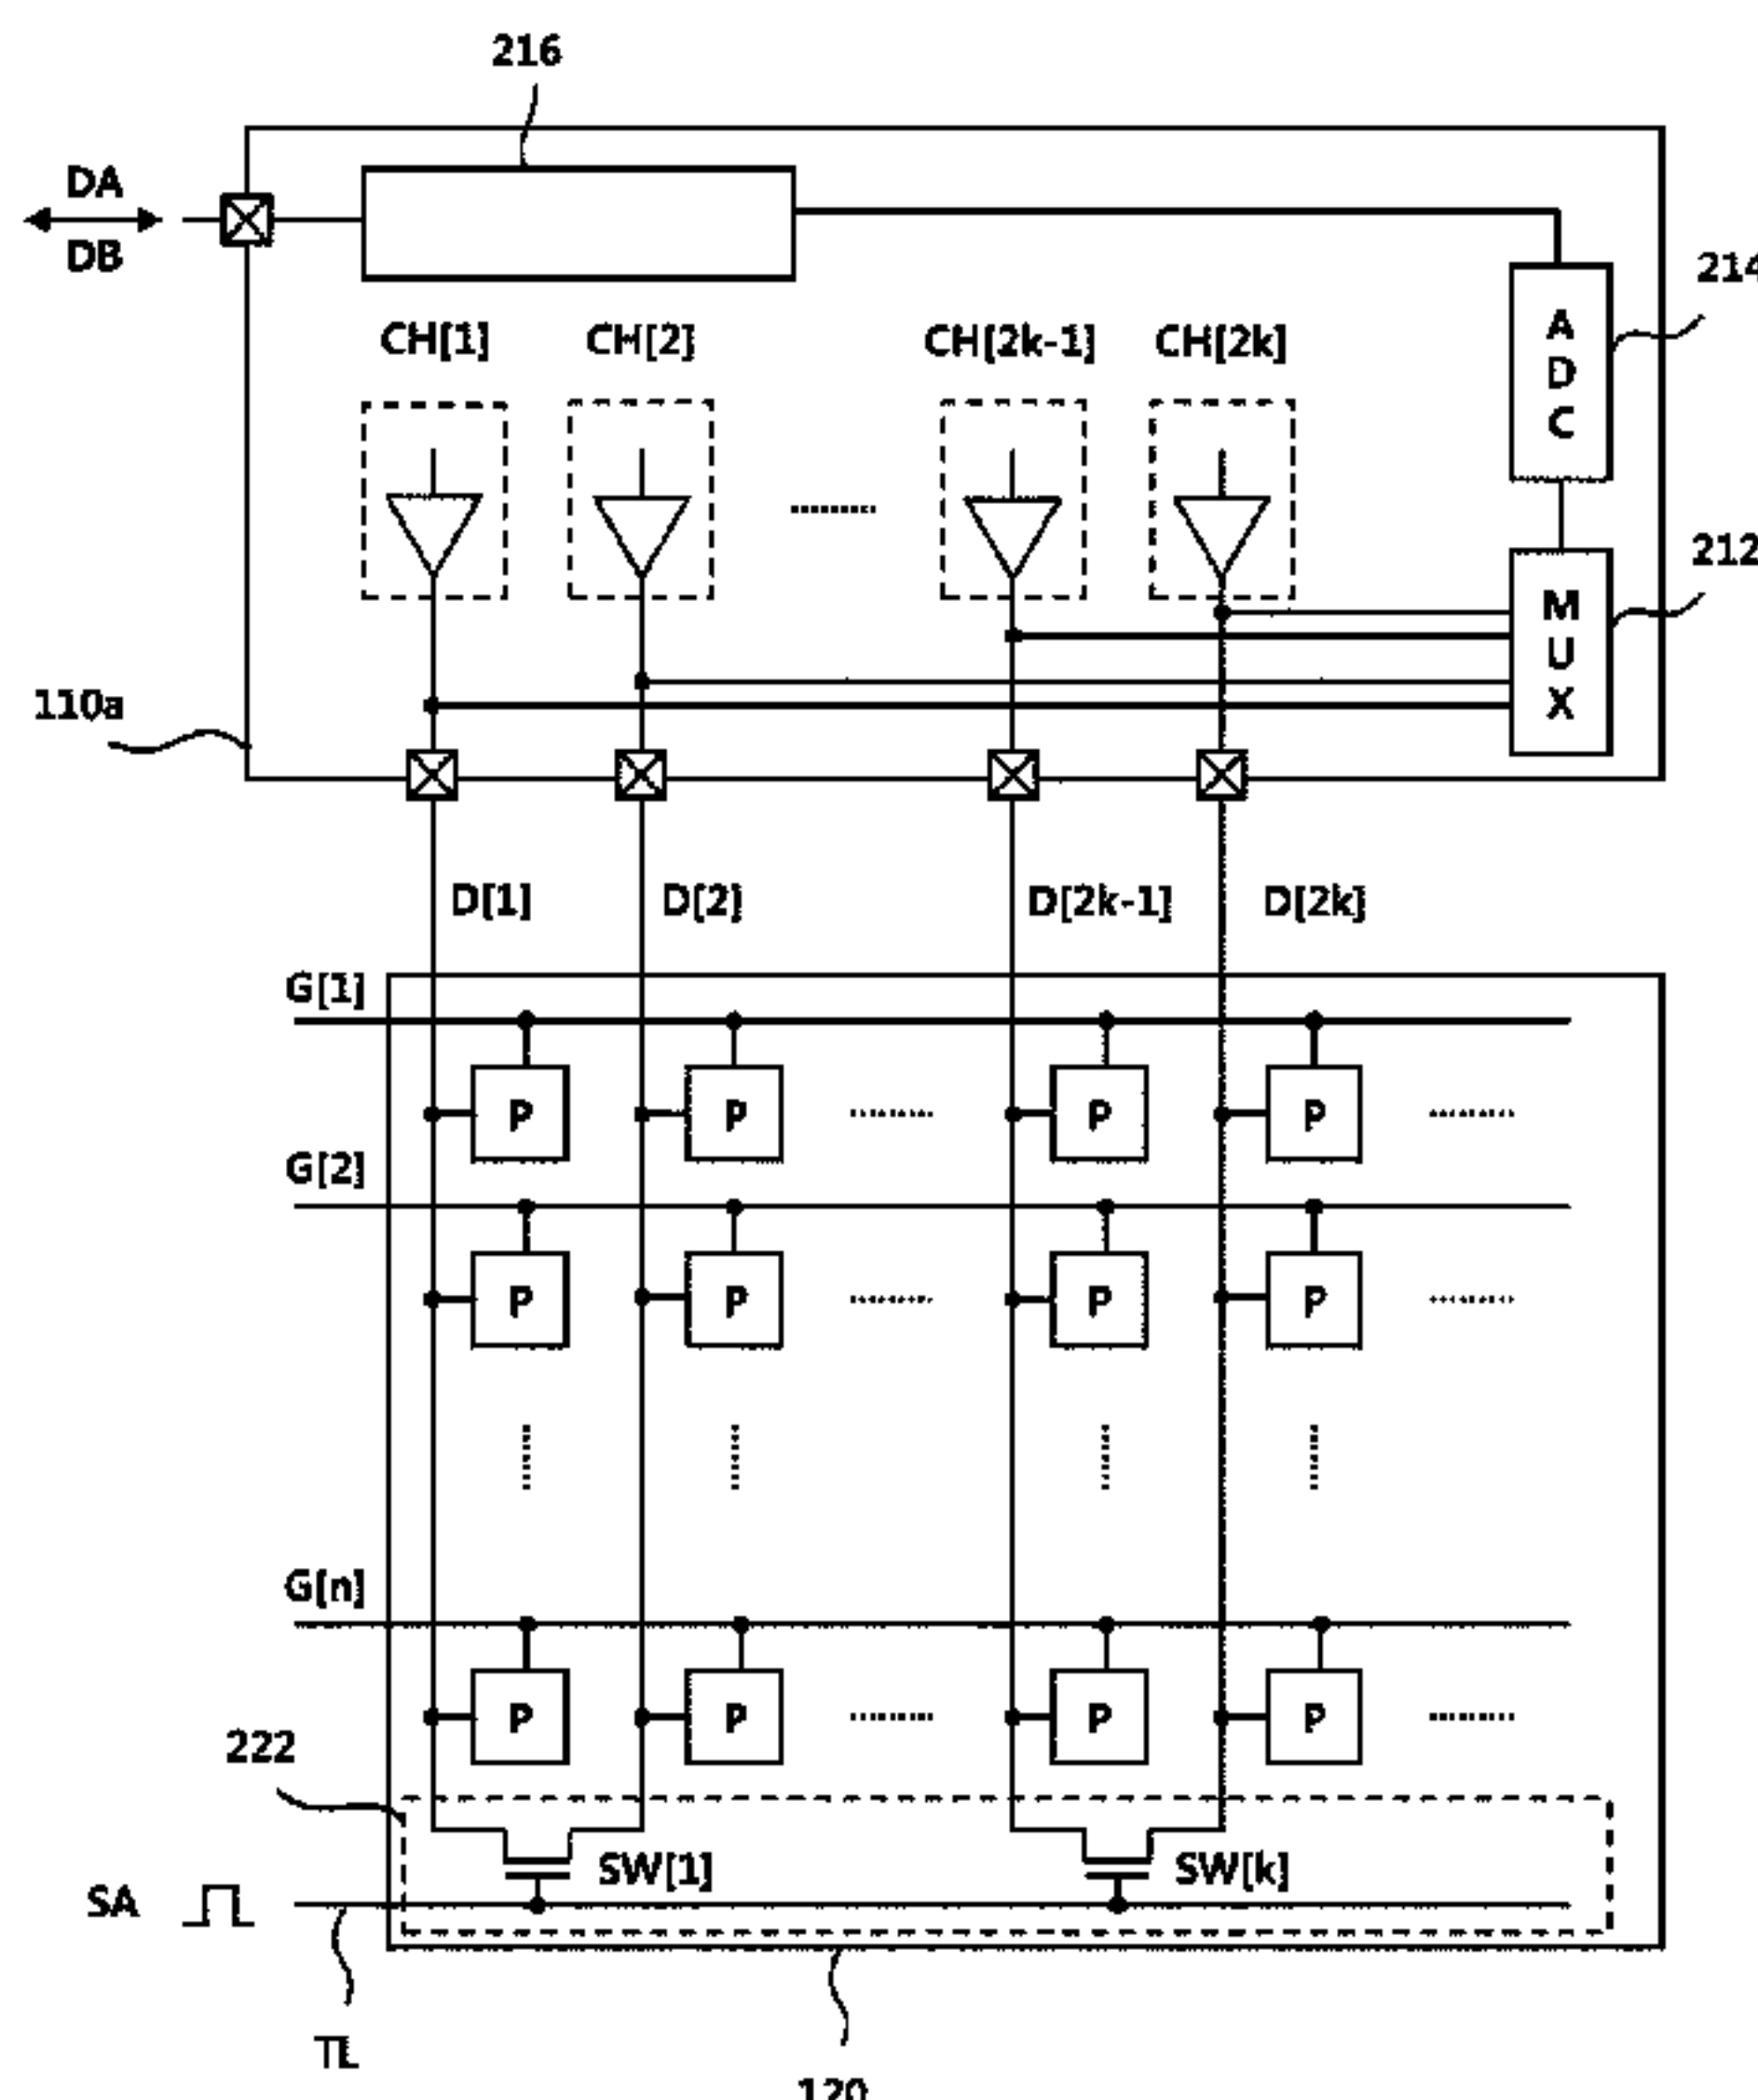 216
DA
DB
214
CH[1] CH[2] CH[2k-1] CH[2k]
A
D
C
212
M
U
X
110a
D[1] D[2] D[2k-1] D[2k]
G[1]
P P P P
G[2]
P P P P
G[n]
P P P P
222
SW[1] SW[k]
SA
TL
120